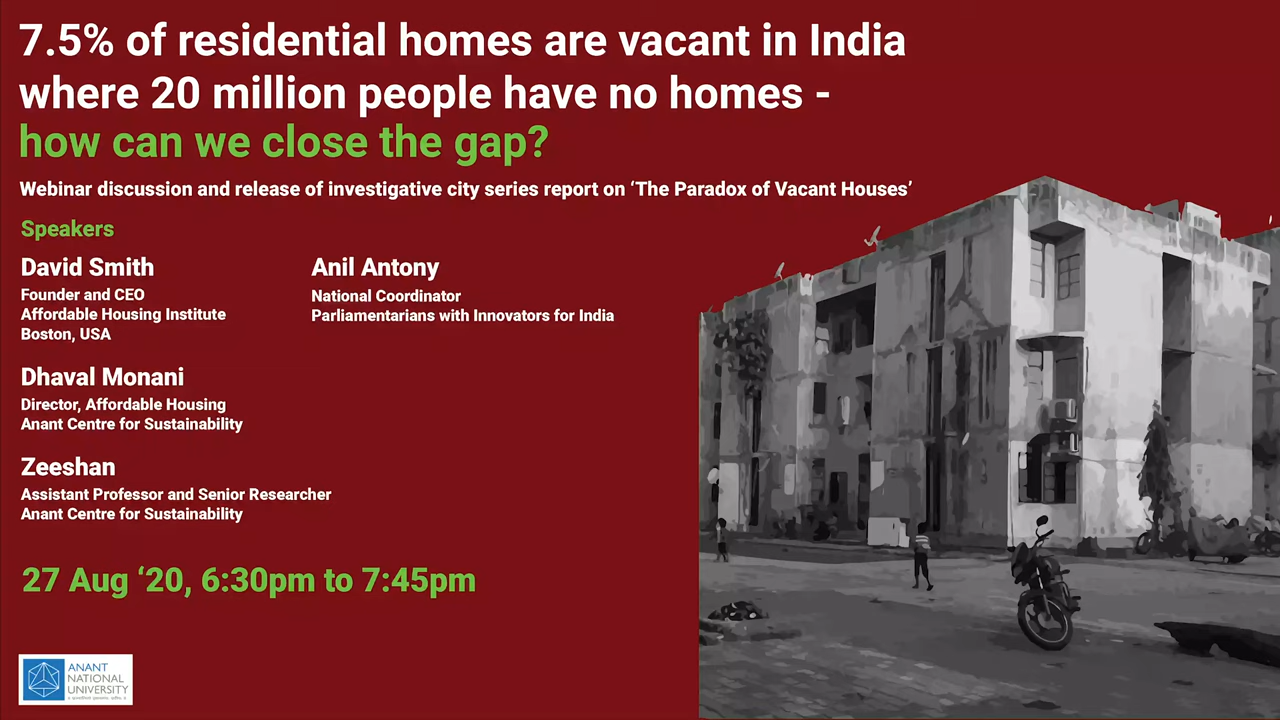 7.5% of residential homes are vacant in India
where 20 million people have no homes -
how can we close the gap?
Webinar discussion and release of investigative city series report on ‘The Paradox of Vacant Houses’
Speakers
David Smith
Founder and CEO
Affordable Housing Institute
Boston, USA
Anil Antony
National Coordinator
Parliamentarians with Innovators for India
Dhaval Monani
Director, Affordable Housing
Anant Centre for Sustainability
Zeeshan
Assistant Professor and Senior Researcher
Anant Centre for Sustainability
27 Aug ‘20, 6:30pm to 7:45pm
ANANT
NATIONAL
UNIVERSITY